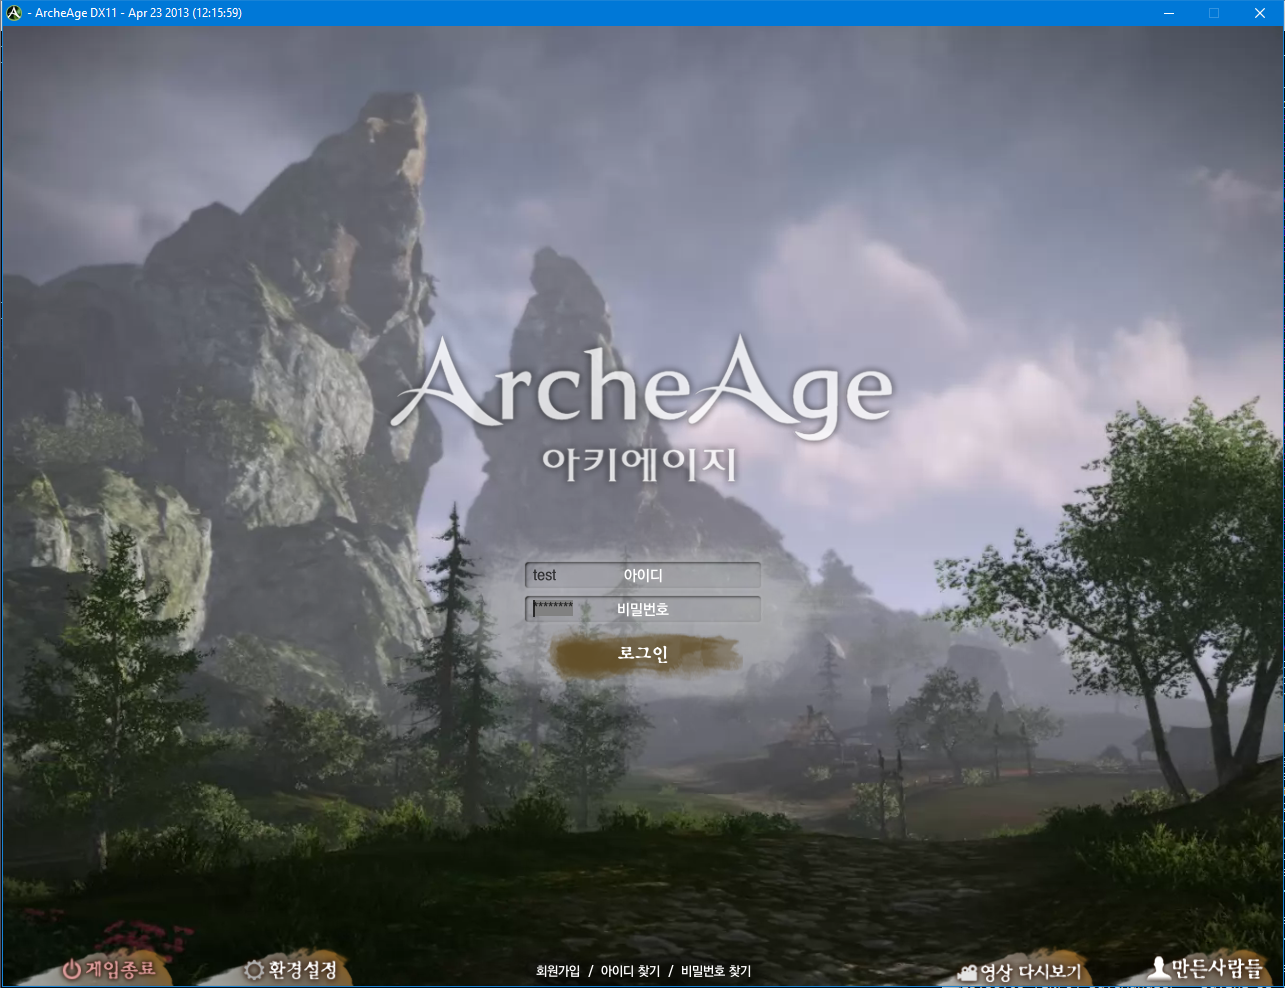 - ArcheAge DX11 - Apr 23 2013 (12:15:59)
ArcheAge
아키에이지
test 아이디
******** 비밀번호
로그인
게임종료
환경설정
회원가입 / 아이디 찾기 / 비밀번호 찾기
영상 다시보기
만든사람들